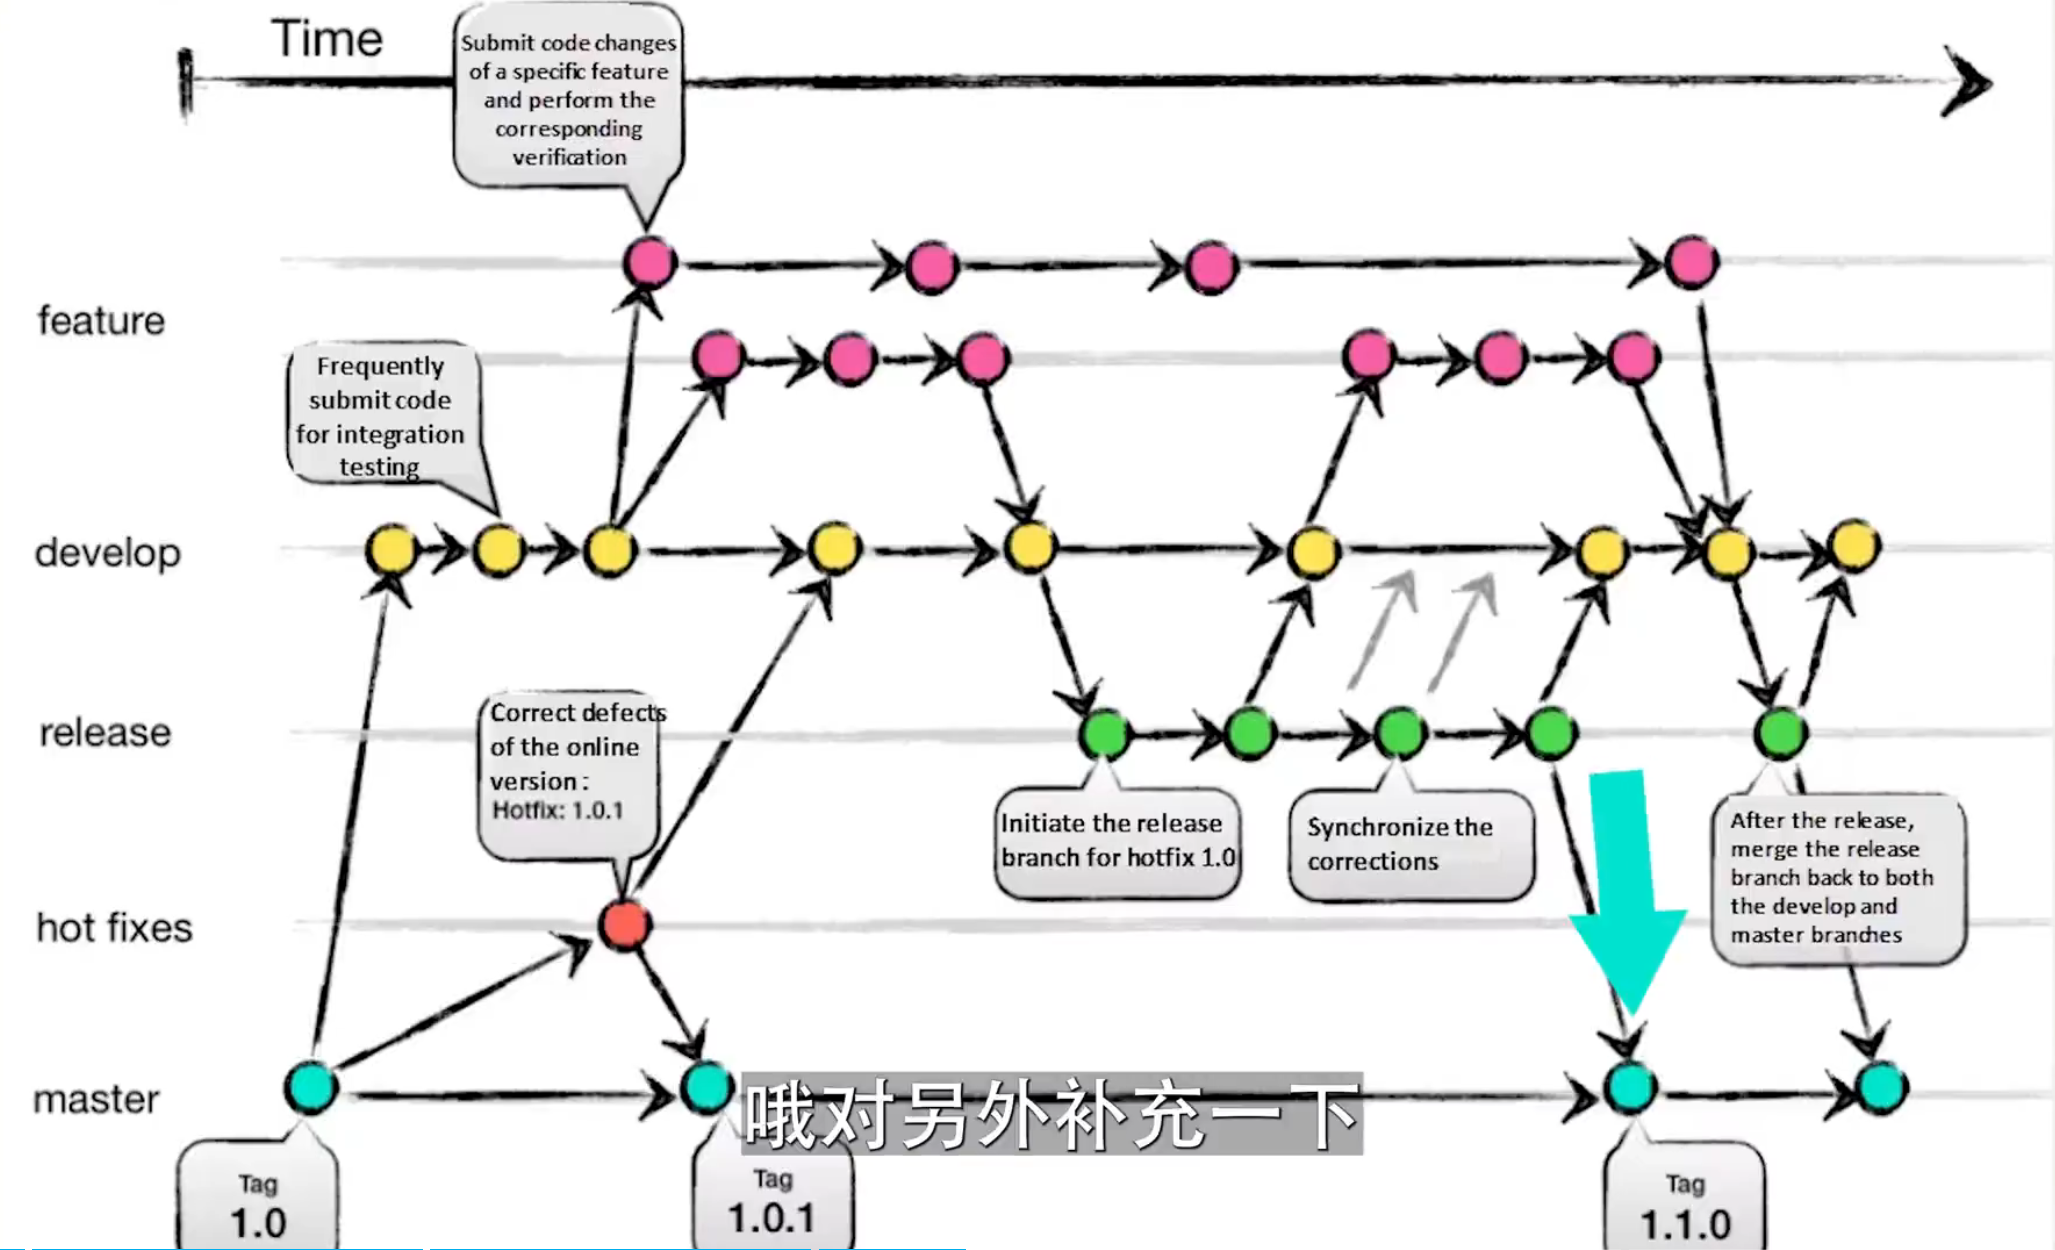 Time
Submit code changes
of a specific feature
and perform the
corresponding
verification
feature
Frequently
submit code
for integration
testing
develop
release
Correct defects
of the online
version:
Hotfix: 1.0.1
Initiate the release
branch for hotfix 1.0
Synchronize the
corrections
After the release,
merge the release
branch back to both
the develop and
master branches
hot fixes
master
哦对另外补充一下
Tag
1.0
Tag
1.0.1
Tag
1.1.0